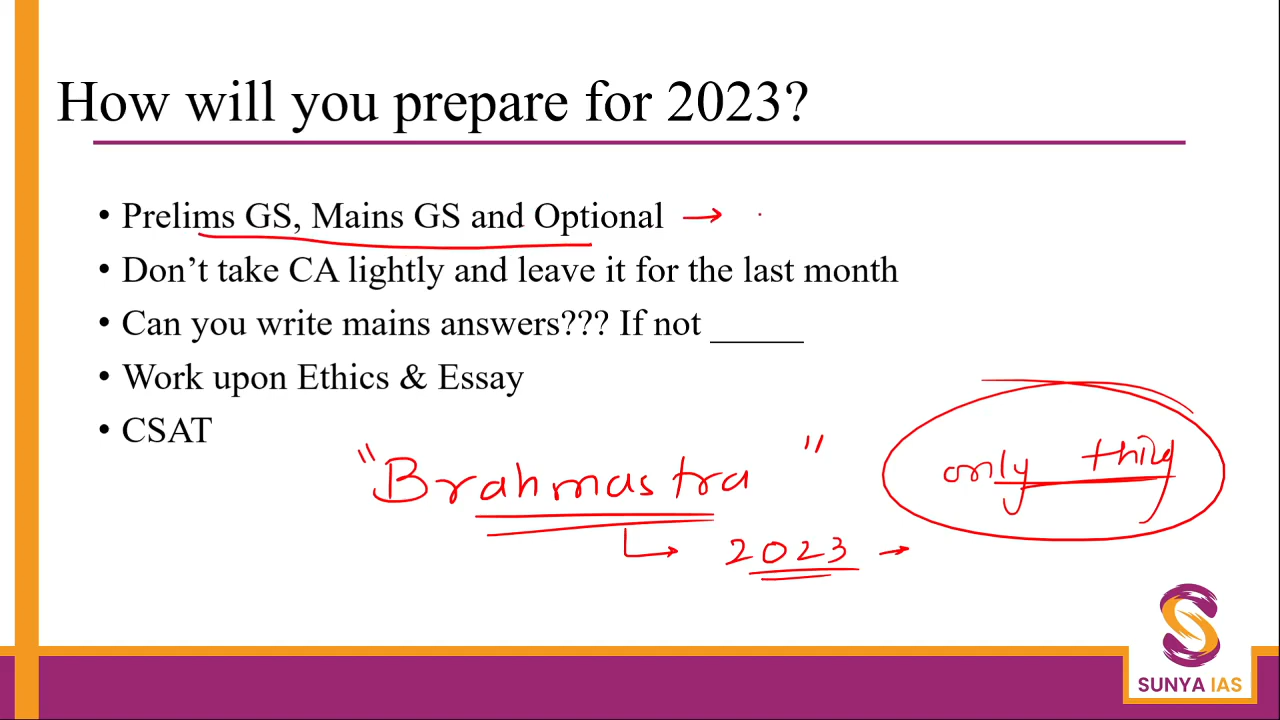 How will you prepare for 2023?
• Prelims GS, Mains GS and Optional →
• Don’t take CA lightly and leave it for the last month
• Can you write mains answers??? If not _____
• Work upon Ethics & Essay
• CSAT
"Brahmastra"
only thing
→ 2023 →
SUNYA IAS